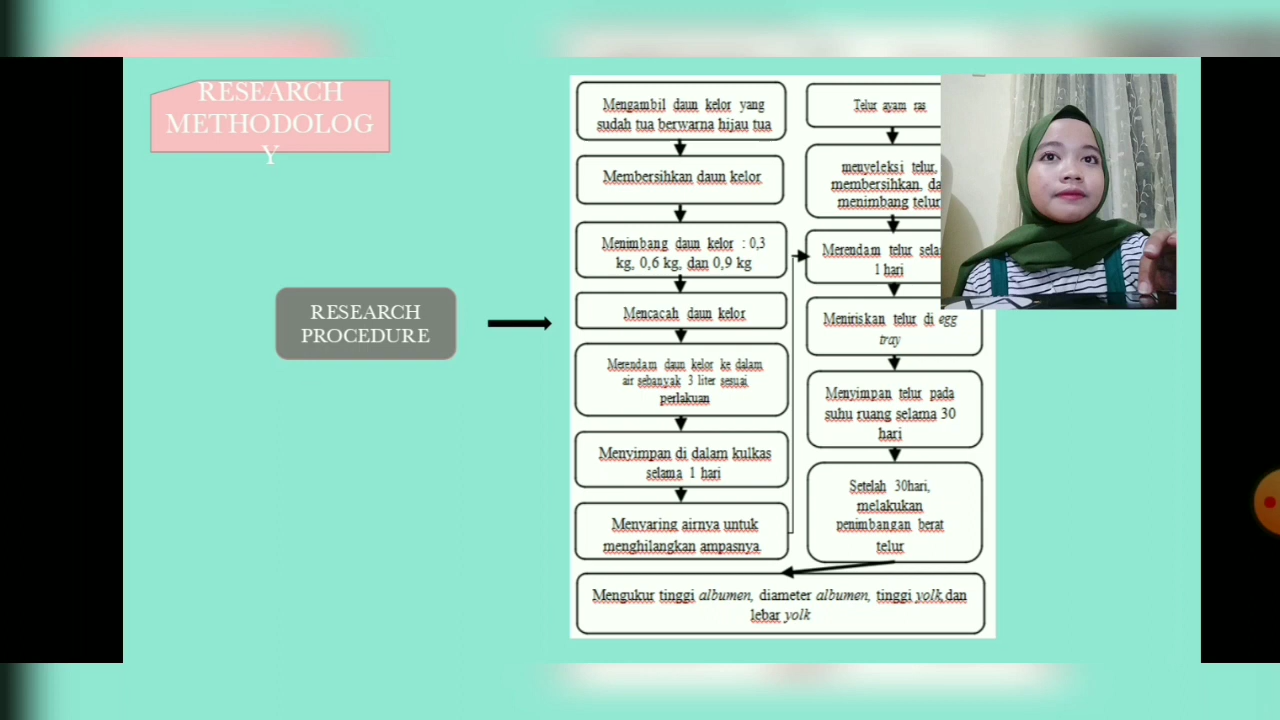 RESEARCH
METHODOLOG
Y
RESEARCH
PROCEDURE
Mengambil daun kelor yang
sudah tua berwarna hijau tua
Membersihkan daun kelor
Menimbang daun kelor : 0,3
kg, 0,6 kg, dan 0,9 kg
Mencacah daun kelor
Merendam daun kelor ke dalam
air sebanyak 3 liter sesuai
perlakuan
Menyimpan di dalam kulkas
selama 1 hari
Menyaring airnya untuk
menghilangkan ampasnya
Telur ayam ras
menyeleksi telur,
membersihkan,
menimbang telur
Merendam telur
1 hari
Meniriskan telur di egg
tray
Menyimpan telur pada
suhu ruang selama 30
hari
Setelah 30hari,
melakukan
penimbangan berat
telur
Mengukur tinggi albumen, diameter albumen, tinggi yolk dan
lebar yolk